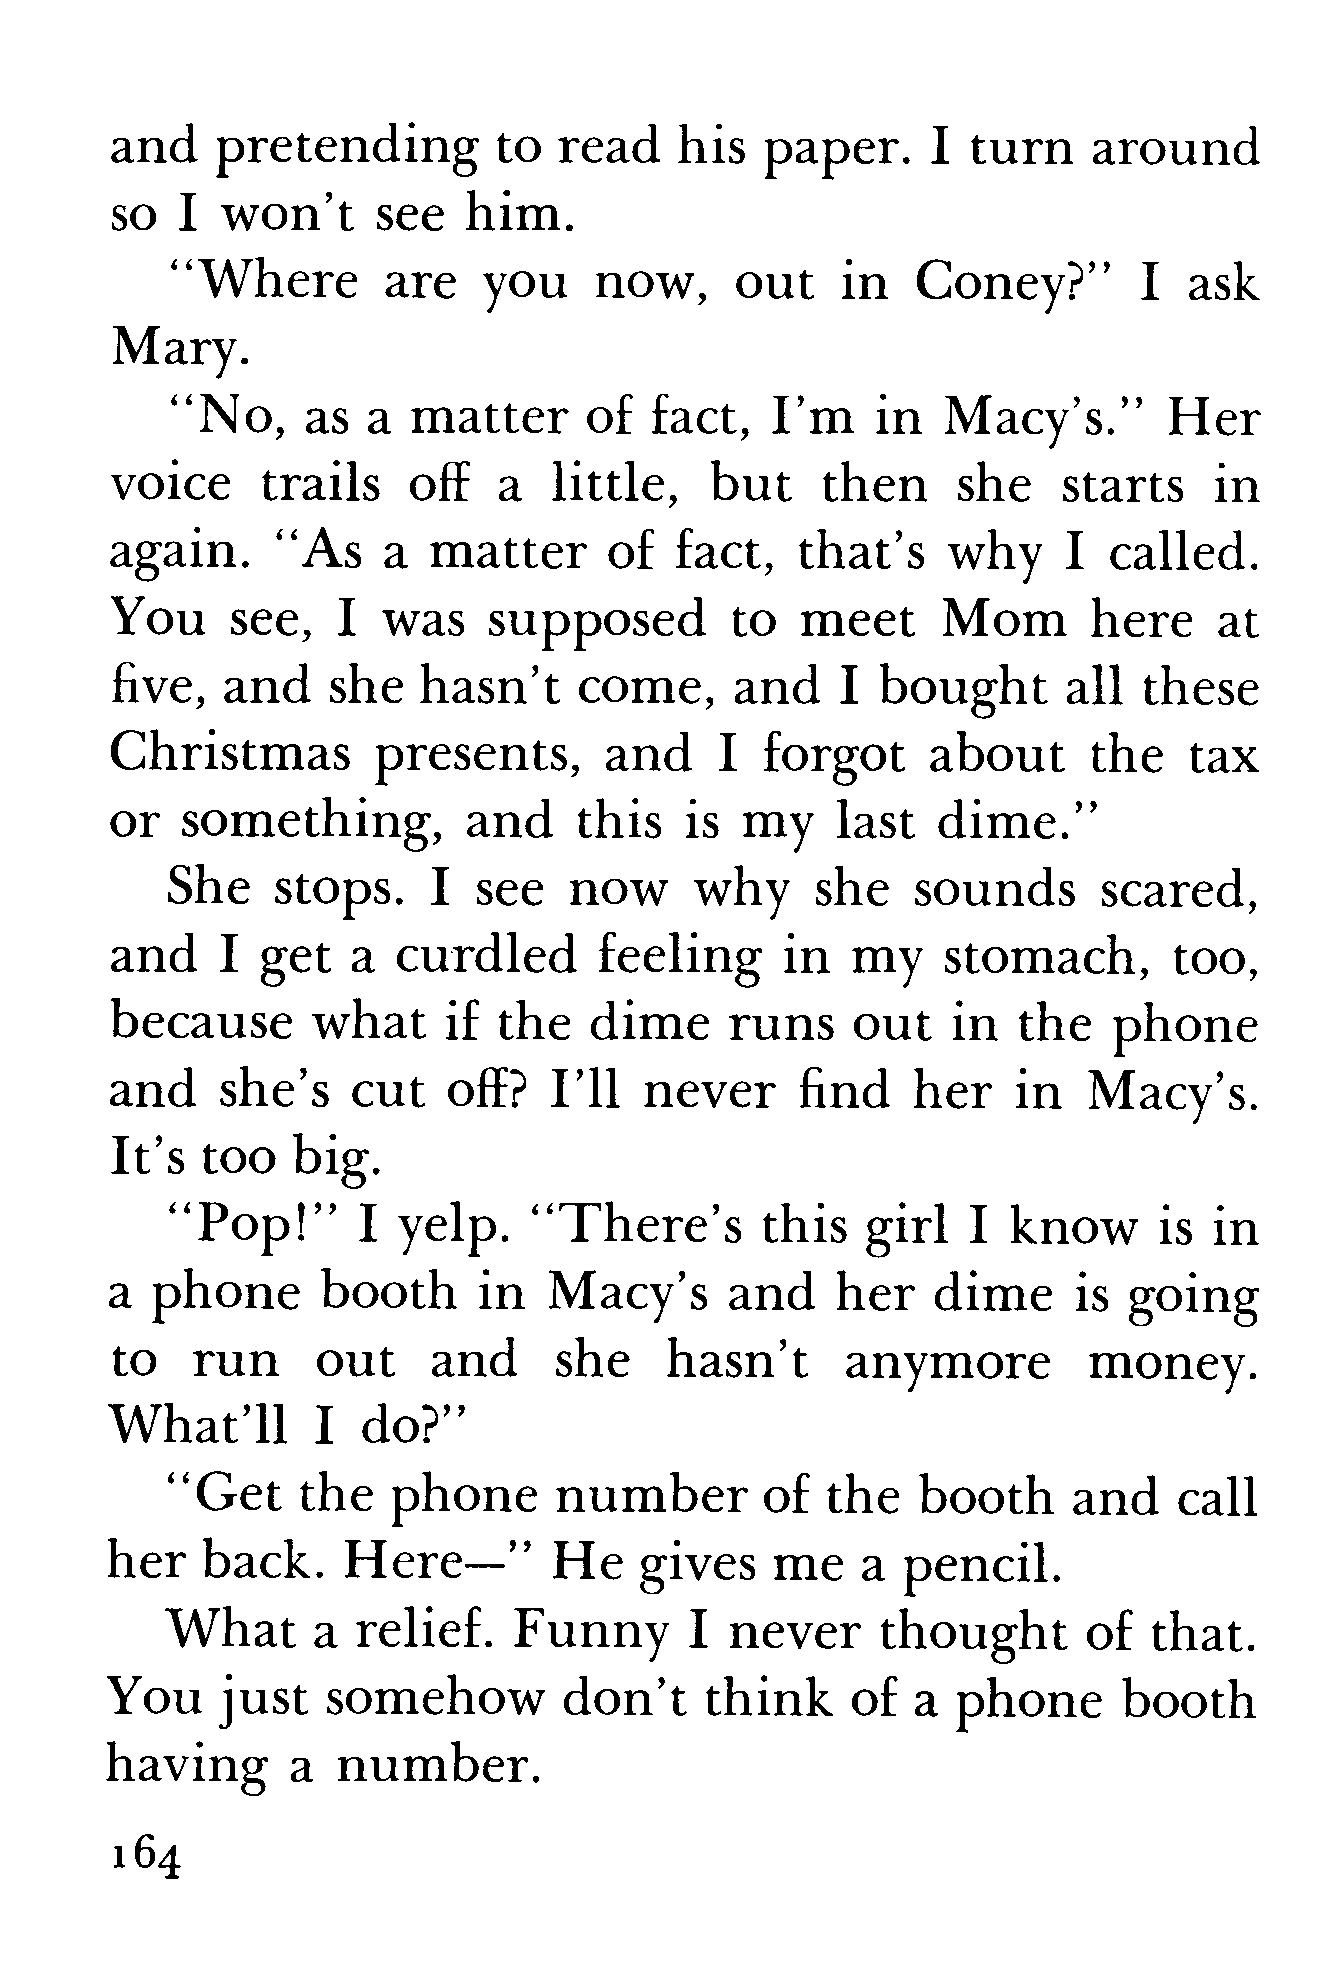 and pretending to read his paper. I turn around
so I won't see him.
"Where are you now, out in Coney?" I ask
Mary.
"No, as a matter of fact, I'm in Macy's." Her
voice trails off a little, but then she starts in
again. "As a matter of fact, that's why I called.
You see, I was supposed to meet Mom here at
five, and she hasn't come, and I bought all these
Christmas presents, and I forgot about the tax
or something, and this is my last dime."
She stops. I see now why she sounds scared,
and I get a curdled feeling in my stomach, too,
because what if the dime runs out in the phone
and she's cut off? I'll never find her in Macy's.
It's too big.
"Pop!" I yelp. "There's this girl I know is in
a phone booth in Macy's and her dime is going
to run out and she hasn't anymore money.
What'll I do?"
"Get the phone number of the booth and call
her back. Here—" He gives me a pencil.
What a relief. Funny I never thought of that.
You just somehow don't think of a phone booth
having a number.
164